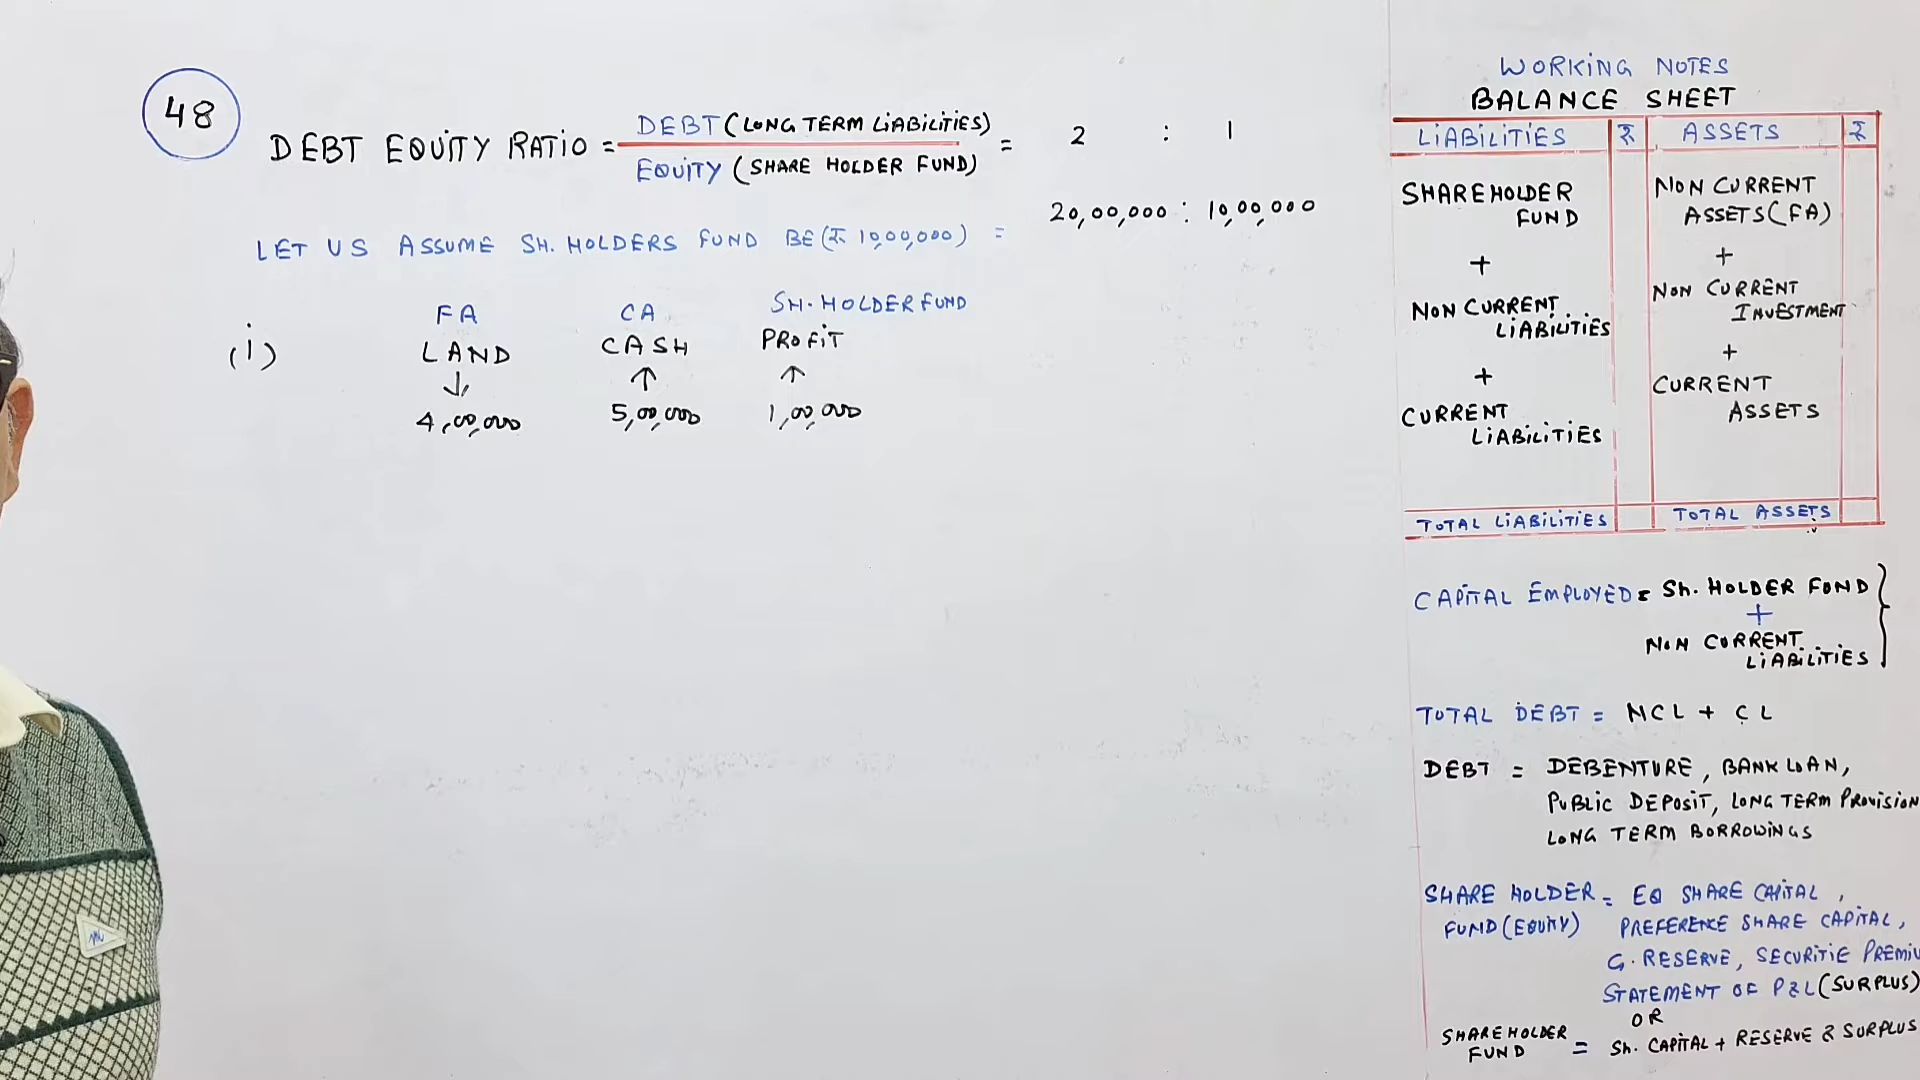 48
DEBT EQUITY RATIO = DEBT (LONG TERM LIABILITIES) = 2 : 1
EQUITY (SHARE HOLDER FUND)
LET US ASSUME SH. HOLDERS FUND BE (₹ 10,00,000) = 20,00,000 : 10,00,000
FA CA SH. HOLDER FUND
(i) LAND CASH PROFIT
↓ ↑ ↑
4,00,000 5,00,000 1,00,000
WORKING NOTES
BALANCE SHEET
LIABILITIES ₹ ASSETS ₹
SHAREHOLDER
FUND
+
NON CURRENT
LIABILITIES
+
CURRENT
LIABILITIES
NON CURRENT
ASSETS (FA)
+
NON CURRENT
INVESTMENT
+
CURRENT
ASSETS
TOTAL LIABILITIES TOTAL ASSETS
CAPITAL EMPLOYED = SH. HOLDER FUND
+
NON CURRENT
LIABILITIES
TOTAL DEBT = NCL + CL
DEBT = DEBENTURE, BANK LOAN,
PUBLIC DEPOSIT, LONG TERM PROVISION
LONG TERM BORROWINGS
SHARE HOLDER = EQ SHARE CAPITAL,
FUND (EQUITY) PREFERENCE SHARE CAPITAL,
G. RESERVE, SECURITIE PREMIU
STATEMENT OF P&L (SURPLUS)
OR
SHAREHOLDER
FUND = SH. CAPITAL + RESERVE & SURPLUS